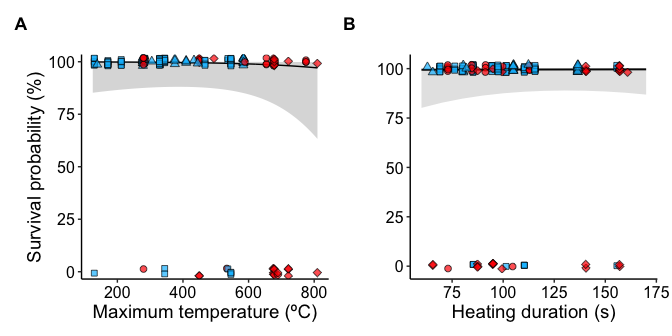 A
B
Survival probability (%)
100
75
50
25
0
200 400 600 800
Maximum temperature (ºC)
100
75
50
25
0
75 100 125 150 175
Heating duration (s)